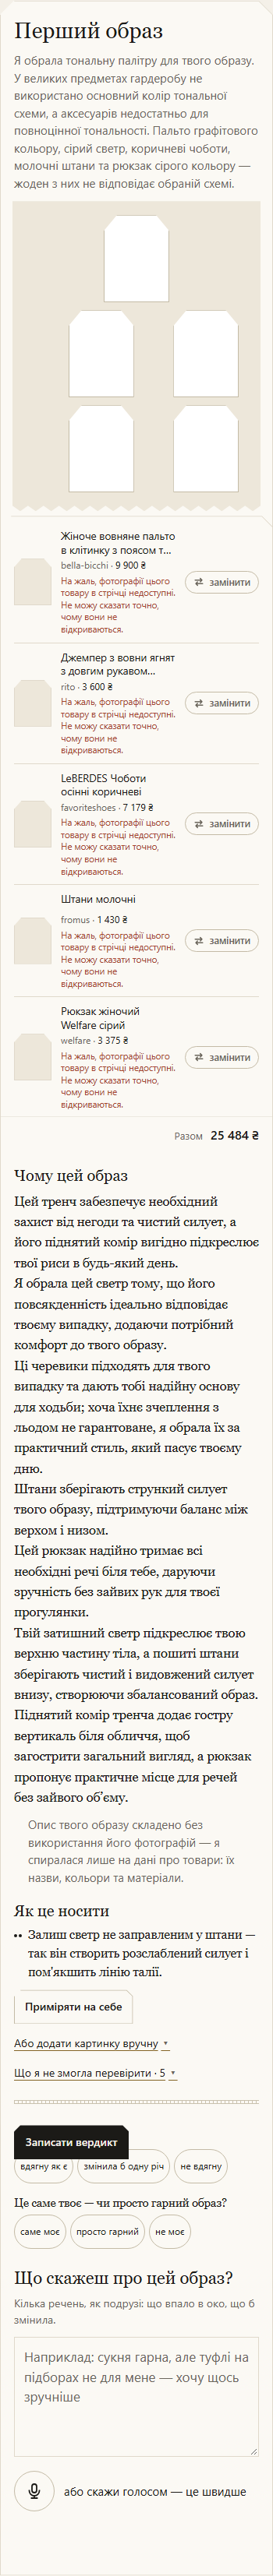 Перший образ
Я обрала тональну палітру для твого образу.
У великих предметах гардеробу не
використано основний колір тональної
схеми, а аксесуарів недостатньо для
повноцінної тональності. Пальто графітового
кольору, сірий светр, коричневі чоботи,
молочні штани та рюкзак сірого кольору —
жоден з них не відповідає обраній схемі.
Жіноче вовняне пальто
в клітинку з поясом т...
bella-bicchi · 9 900 ₴
На жаль, фотографії цього
товару в стрічці недоступні.
Не можу сказати точно,
чому вони не
відкриваються.
замінити
Джемпер з вовни ягнят
з довгим рукавом...
rito · 3 600 ₴
На жаль, фотографії цього
товару в стрічці недоступні.
Не можу сказати точно,
чому вони не
відкриваються.
замінити
LeBERDES Чоботи
осінні коричневі
favoriteshoes · 7 179 ₴
На жаль, фотографії цього
товару в стрічці недоступні.
Не можу сказати точно,
чому вони не
відкриваються.
замінити
Штани молочні
fromus · 1 430 ₴
На жаль, фотографії цього
товару в стрічці недоступні.
Не можу сказати точно,
чому вони не
відкриваються.
замінити
Рюкзак жіночий
Welfare сірий
welfare · 3 375 ₴
На жаль, фотографії цього
товару в стрічці недоступні.
Не можу сказати точно,
чому вони не
відкриваються.
замінити
Разом 25 484 ₴
Чому цей образ
Цей тренч забезпечує необхідний
захист від негоди та чистий силует, а
його піднятий комір вигідно підкреслює
твої риси в будь-який день.
Я обрала цей светр тому, що його
повсякденність ідеально відповідає
твоєму випадку, додаючи потрібний
комфорт до твого образу.
Ці черевики підходять для твого
випадку та дають тобі надійну основу
для ходьби; хоча їхнє зчеплення з
льодом не гарантоване, я обрала їх за
практичний стиль, який пасує твоєму
дню.
Штани зберігають стрункий силует
твого образу, підтримуючи баланс між
верхом і низом.
Цей рюкзак надійно тримає всі
необхідні речі біля тебе, даруючи
зручність без зайвих рук для твоєї
прогулянки.
Твій затишний светр підкреслює твою
верхню частину тіла, а пошиті штани
зберігають чистий і видовжений силует
внизу, створюючи збалансований образ.
Піднятий комір тренча додає гостру
вертикаль біля обличчя, щоб
загострити загальний вигляд, а рюкзак
пропонує практичне місце для речей
без зайвого об'єму.
Опис твого образу складено без
використання його фотографій — я
спиралася лише на дані про товари: їх
назви, кольори та матеріали.
Як це носити
Залиш светр не заправленим у штани —
так він створить розслаблений силует і
пом'якшить лінію талії.
Приміряти на себе
Або додати картинку вручну
Що я не змогла перевірити · 5
Записати вердикт
вдягну як є
змінила б одну річ
не вдягну
Це саме твоє — чи просто гарний образ?
саме моє
просто гарний
не моє
Що скажеш про цей образ?
Кілька речень, як подрузі: що впало в око, що б
змінила.
Наприклад: сукня гарна, але туфлі на
підборах не для мене — хочу щось
зручніше
або скажи голосом — це швидше